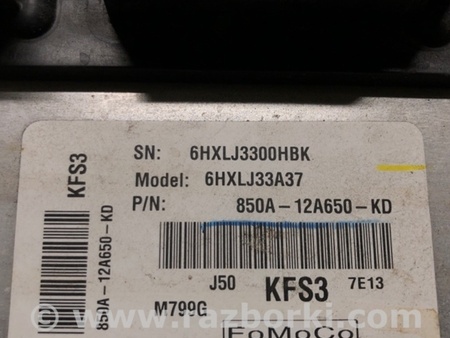 SN: 6HXLJ3300HBK
Model: 6HXLJ33A37
P/N: 850A-12A650-KD
KFS3
850A-12A650-KD
J50 KFS3 7E13
M799G
FoMoCo
www.razborki.com